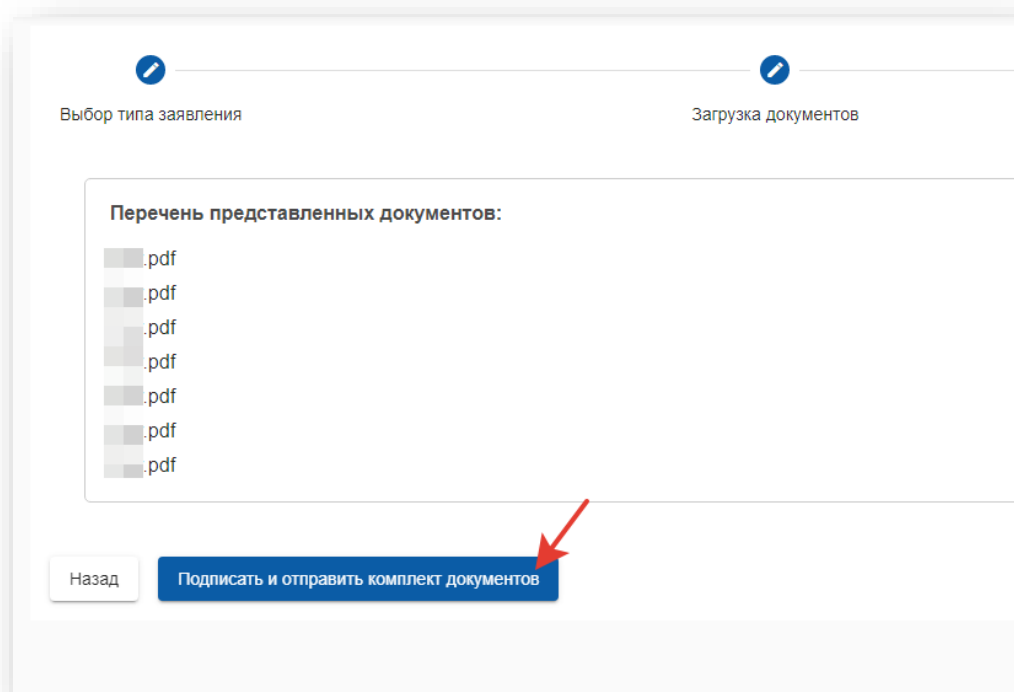 Выбор типа заявления
Загрузка документов
Перечень представленных документов:
.pdf
.pdf
.pdf
.pdf
.pdf
.pdf
.pdf
Назад
Подписать и отправить комплект документов